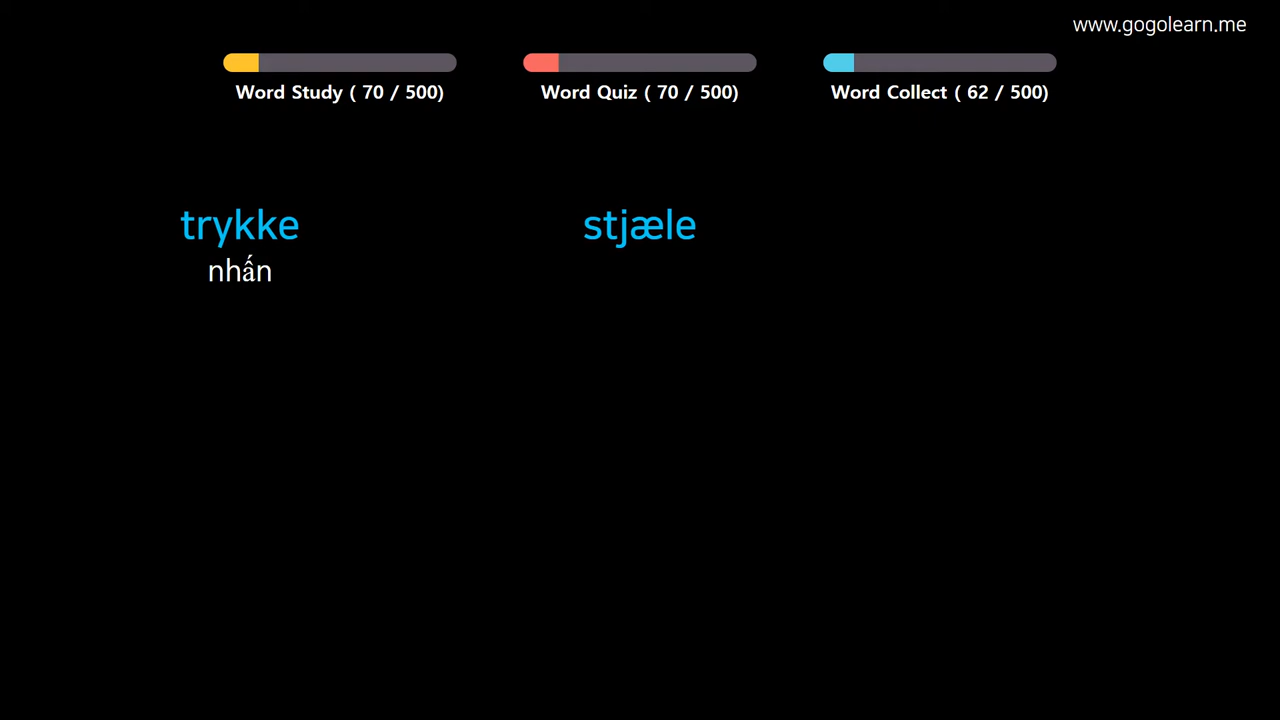 www.gogolearn.me
Word Study ( 70 / 500)
Word Quiz ( 70 / 500)
Word Collect ( 62 / 500)
trykke
nhấn
stjæle